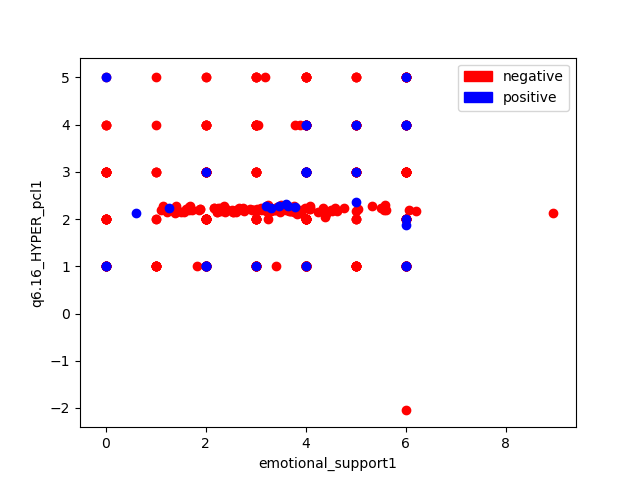 negative
positive
5
4
3
2
1
0
−1
−2
q6.16_HYPER_pcl1
0 2 4 6 8
emotional_support1